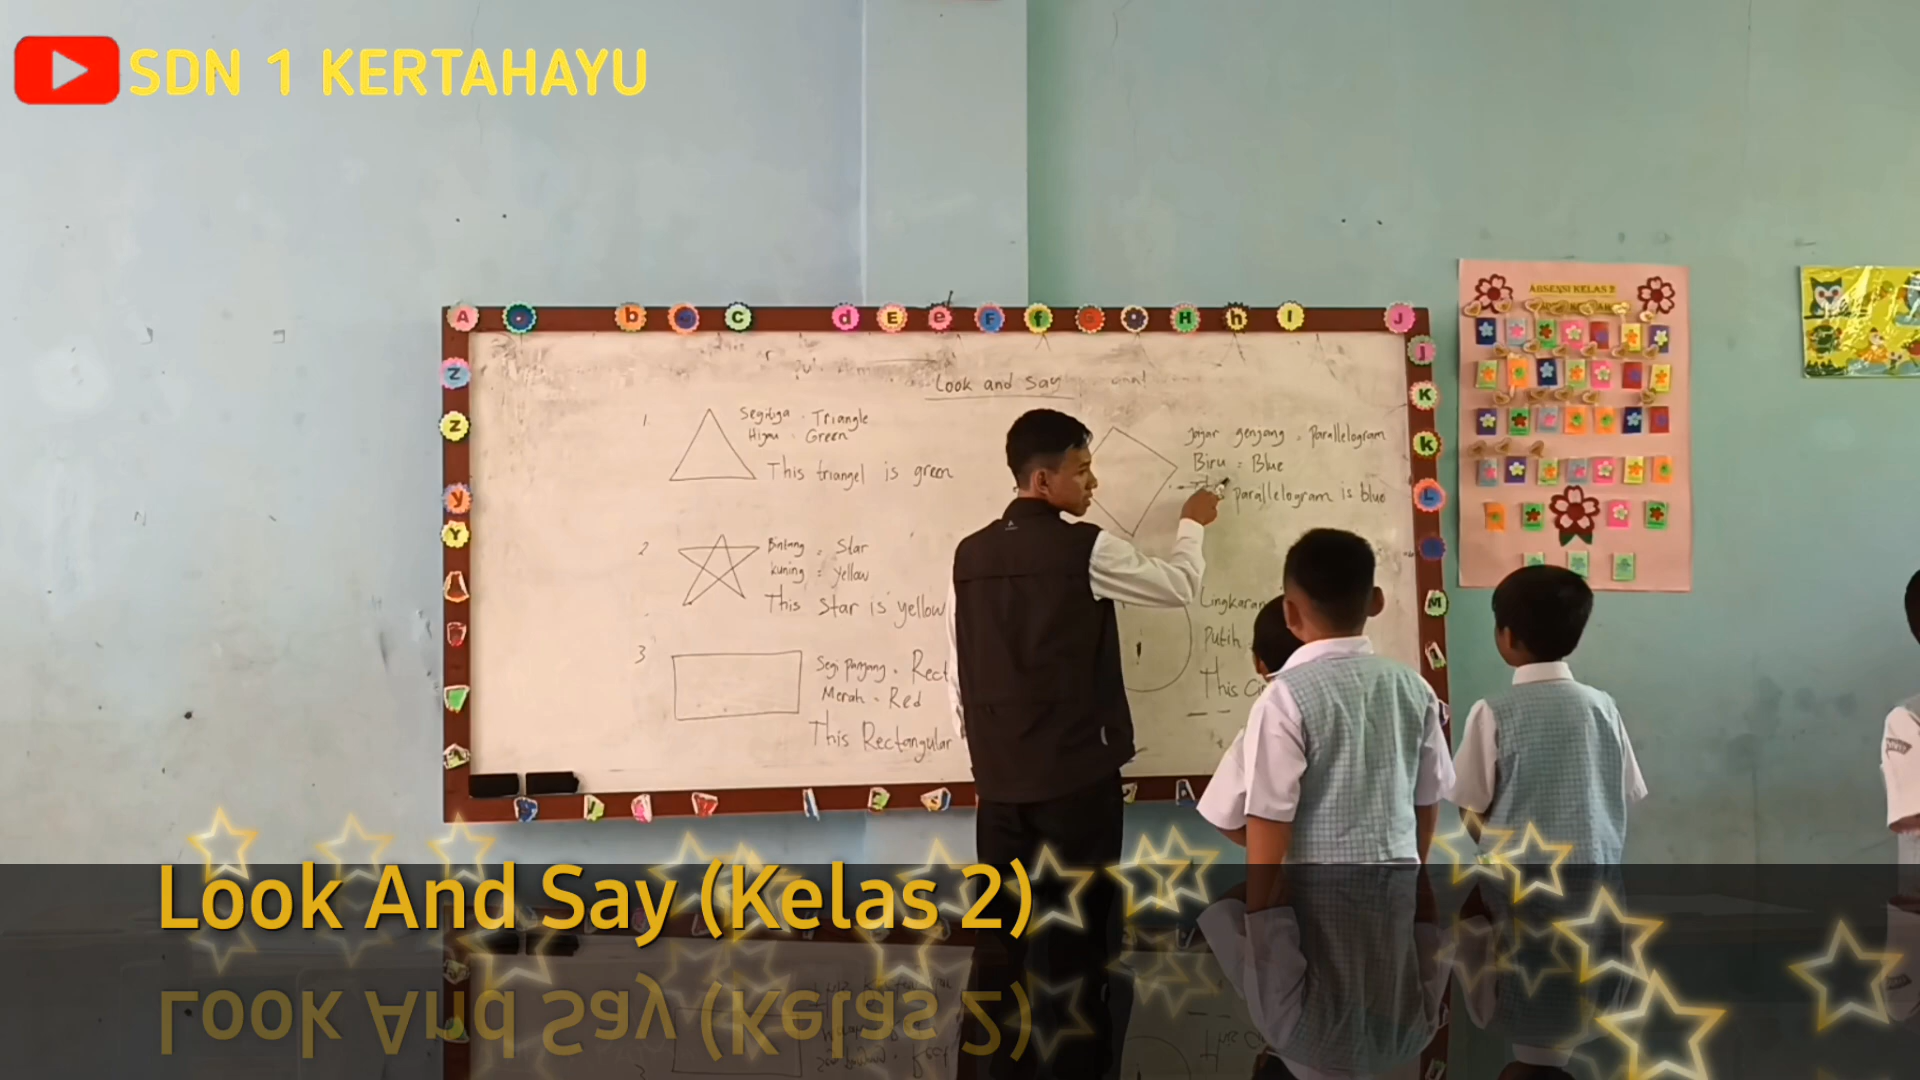 SDN 1 KERTAHAYU
ABSENSI KELAS 2
Look and Say
1. Segitiga . Triangle
Hijau . Green
This triangel is green
2 Bintang = Star
kuning = yellow
This star is yellow
3 Segi panjang . Rect
Merah - Red
This Rectangular
Jajar genjang = Parallelogram
Biru = Blue
parallelogram is blue
Lingkaran
Putih
This Cir
Look And Say (Kelas 2)